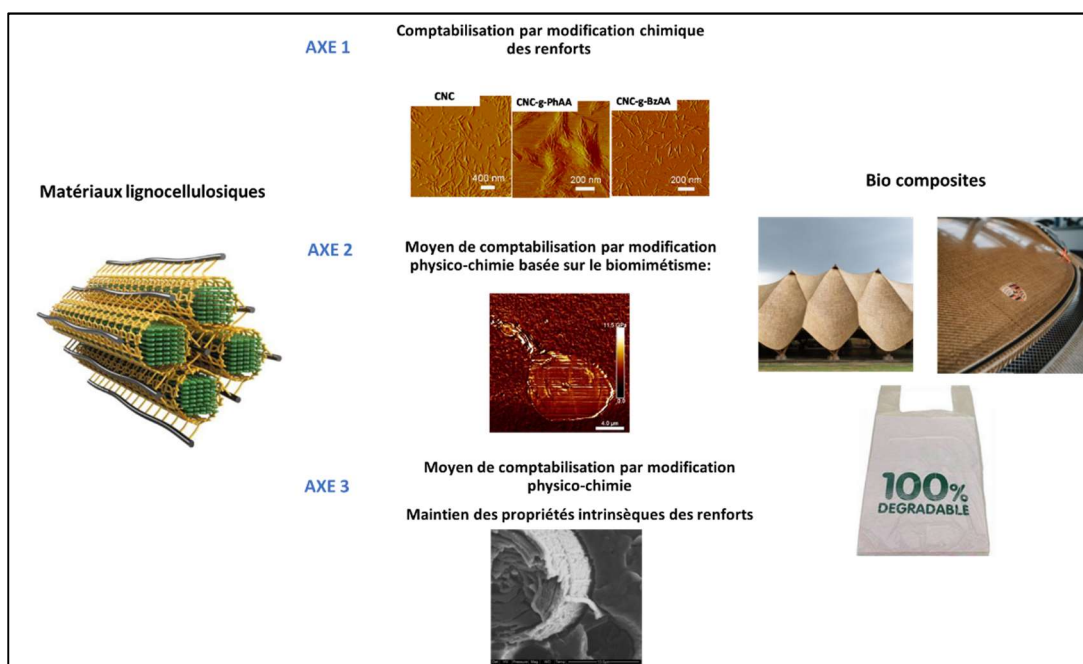 AXE 1
Comptabilisation par modification chimique
des renforts
CNC
CNC-g-PhAA
CNC-g-BzAA
400 nm
200 nm
200 nm
Matériaux lignocellulosiques
Bio composites
AXE 2
Moyen de comptabilisation par modification
physico-chimie basée sur le biomimétisme:
11.5 GPa
3.5
4.0 µm
AXE 3
Moyen de comptabilisation par modification
physico-chimie
Maintien des propriétés intrinsèques des renforts
100%
DEGRADABLE